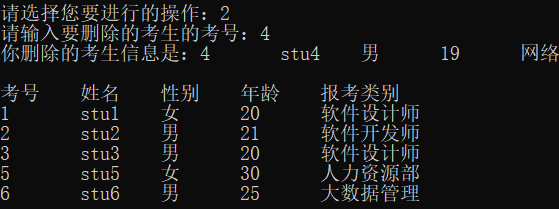 请选择您要进行的操作：2
请输入要删除的考生的考号：4
你删除的考生信息是：4 stu4 男 19 网络
考号 姓名 性别 年龄 报考类别
1 stu1 女 20 软件设计师
2 stu2 男 21 软件开发师
3 stu3 男 20 软件设计师
5 stu5 女 30 人力资源部
6 stu6 男 25 大数据管理